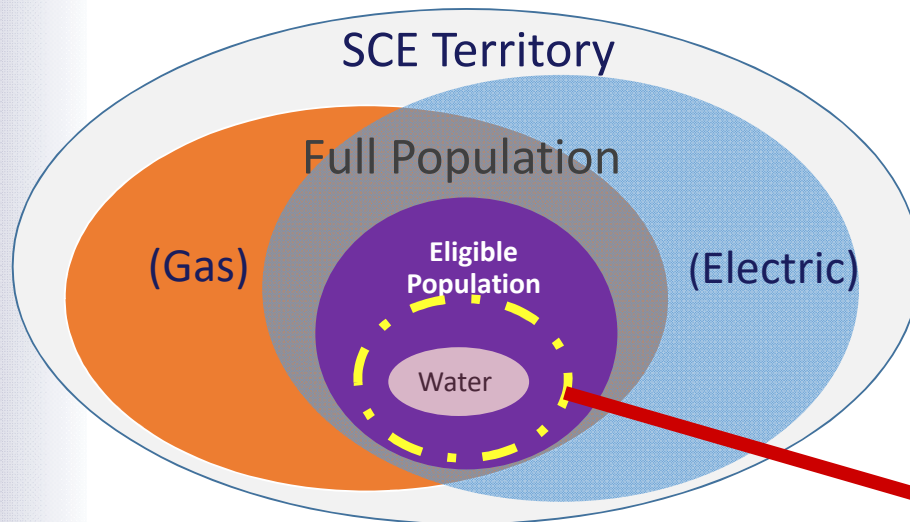 SCE Territory
Full Population
(Gas)
Eligible
Population
(Electric)
Water